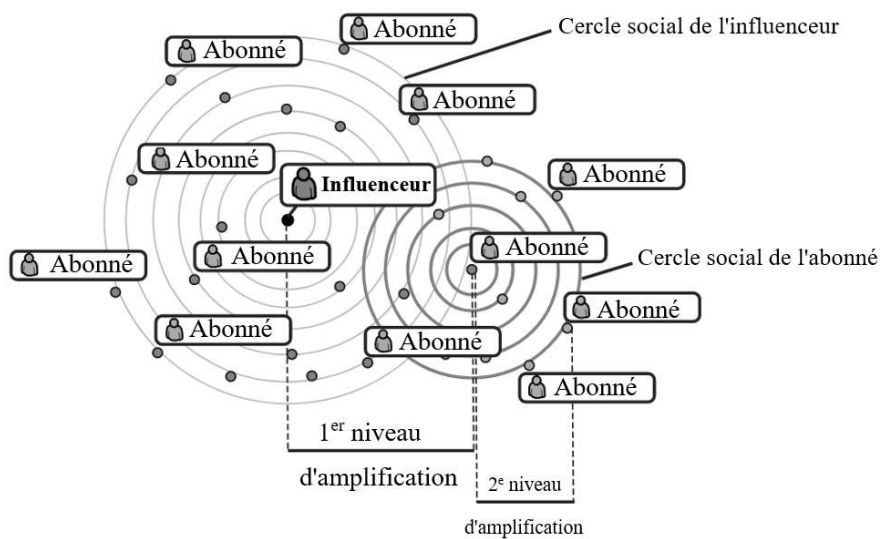 Abonné
Cercle social de l'influenceur
Abonné
Abonné
Abonné
Abonné
Influenceur
Abonné
Abonné
Abonné
Cercle social de l'abonné
Abonné
Abonné
Abonné
Abonné
Abonné
1er niveau
d'amplification
2e niveau
d'amplification